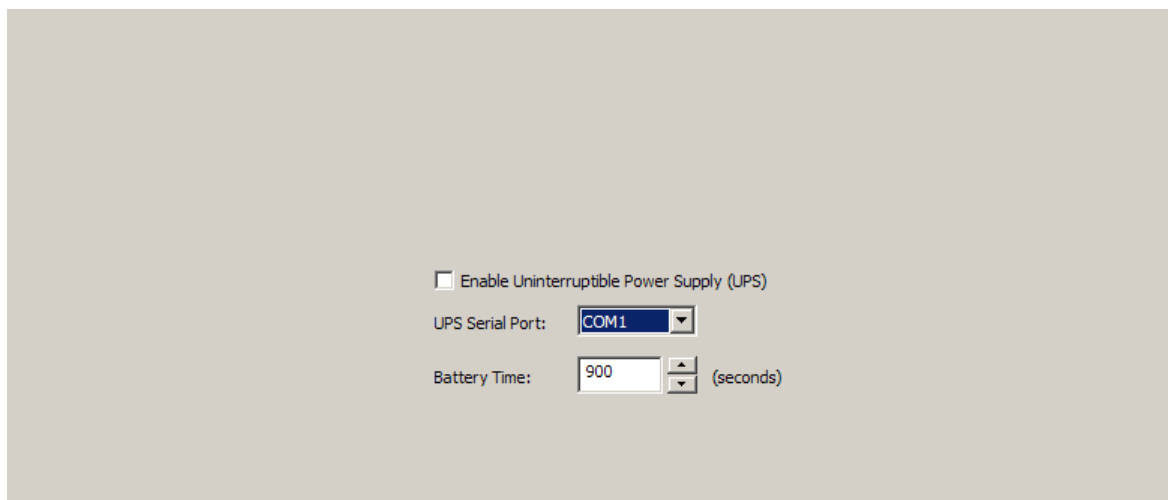 Enable Uninterruptible Power Supply (UPS)
UPS Serial Port: COM1
Battery Time: 900 (seconds)